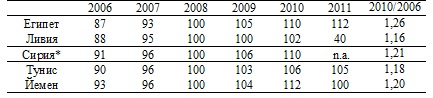 2006 2007 2008 2009 2010 2011 2010/2006
Египет 87 93 100 105 110 112 1,26
Ливия 88 95 100 100 102 40 1,16
Сирия* 91 96 100 106 110 n.a. 1,21
Тунис 90 96 100 103 106 105 1,18
Йемен 93 96 100 104 112 100 1,20